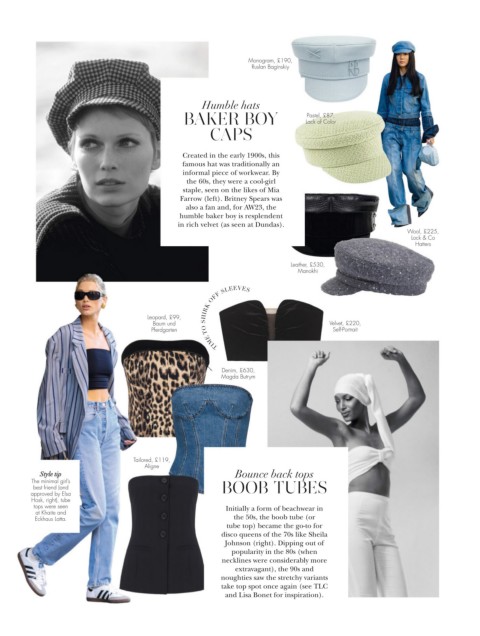 Monogram, £190,
Ruslan Baginskiy
Humble hats
BAKER BOY
CAPS
Created in the early 1900s, this
famous hat was traditionally an
informal piece of workwear. By
the 60s, they were a cool-girl
staple, seen on the likes of Mia
Farrow (left). Britney Spears was
also a fan and, for AW23, the
humble baker boy is resplendent
in rich velvet (as seen at Dundas).
Pastel, £87,
Lack of Color
Wool, £225,
Lock & Co
Hatters
Leather, £530,
Manokhi
TIME TO SHIRK OFF SLEEVES
Leopard, £99,
Baum und
Pferdgarten
Velvet, £220,
Self-Portrait
Denim, £630,
Magda Butrym
Tailored, £119,
Aligne
Style tip
The minimal girl's
best friend (and
approved by Elsa
Hosk, right), tube
tops were seen
at Khaite and
Eckhaus Latta.
Bounce back tops
BOOB TUBES
Initially a form of beachwear in
the 50s, the boob tube (or
tube top) became the go-to for
disco queens of the 70s like Sheila
Johnson (right). Dipping out of
popularity in the 80s (when
necklines were considerably more
extravagant), the 90s and
noughties saw the stretchy variants
take top spot once again (see TLC
and Lisa Bonet for inspiration).